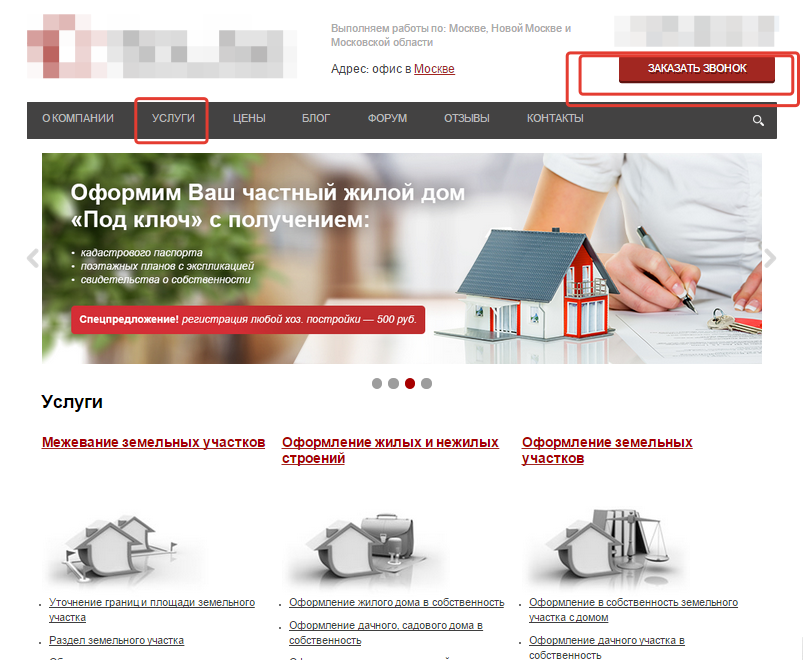 Выполняем работы по: Москве, Новой Москве и
Московской области
Адрес: офис в Москве
ЗАКАЗАТЬ ЗВОНОК
О КОМПАНИИ УСЛУГИ ЦЕНЫ БЛОГ ФОРУМ ОТЗЫВЫ КОНТАКТЫ
Оформим Ваш частный жилой дом
«Под ключ» с получением:
• кадастрового паспорта
• поэтажных планов с экспликацией
• свидетельства о собственности
Спецпредложение! регистрация любой хоз. постройки — 500 руб.
Услуги
Межевание земельных участков
Оформление жилых и нежилых
строений
Оформление земельных
участков
Уточнение границ и площади земельного
участка
Раздел земельного участка
Оформление жилого дома в собственность
Оформление дачного, садового дома в
собственность
Оформление в собственность земельного
участка с домом
Оформление дачного участка в
собственность